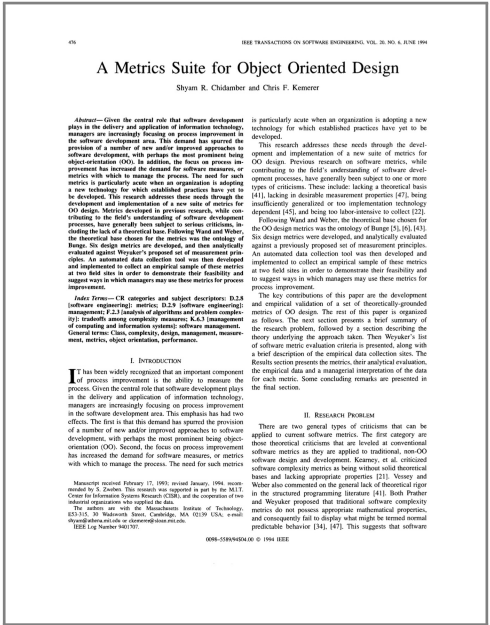 476
IEEE TRANSACTIONS ON SOFTWARE ENGINEERING, VOL. 20, NO. 6, JUNE 1994
A Metrics Suite for Object Oriented Design
Shyam R. Chidamber and Chris F. Kemerer
Abstract—Given the central role that software development
plays in the delivery and application of information technology,
managers are increasingly focusing on process improvement in
the software development area. This demand has spurred the
provision of a number of new and/or improved approaches to
software development, with perhaps the most prominent being
object-orientation (OO). In addition, the focus on process im-
provement has increased the demand for software measures, or
metrics with which to manage the process. The need for such
metrics is particularly acute when an organization is adopting
a new technology for which established practices have yet to
be developed. This research addresses these needs through the
development and implementation of a new suite of metrics for
OO design. Metrics developed in previous research, while con-
tributing to the field's understanding of software development
processes, have generally been subject to serious criticisms, in-
cluding the lack of a theoretical base. Following Wand and Weber,
the theoretical base chosen for the metrics was the ontology of
Bunge. Six design metrics are developed, and then analytically
evaluated against Weyuker's proposed set of measurement prin-
ciples. An automated data collection tool was then developed
and implemented to collect an empirical sample of these metrics
at two field sites in order to demonstrate their feasibility and
suggest ways in which managers may use these metrics for process
improvement.
Index Terms—CR categories and subject descriptors: D.2.8
[software engineering]: metrics; D.2.9 [software engineering]:
management; F.2.3 [analysis of algorithms and problem complex-
ity]: tradeoffs among complexity measures; K.6.3 [management
of computing and information systems]: software management.
General terms: Class, complexity, design, management, measure-
ment, metrics, object orientation, performance.
I. INTRODUCTION
IT has been widely recognized that an important component
of process improvement is the ability to measure the
process. Given the central role that software development plays
in the delivery and application of information technology,
managers are increasingly focusing on process improvement
in the software development area. This emphasis has had two
effects. The first is that this demand has spurred the provision
of a number of new and/or improved approaches to software
development, with perhaps the most prominent being object-
orientation (OO). Second, the focus on process improvement
has increased the demand for software measures, or metrics
with which to manage the process. The need for such metrics
Manuscript received February 17, 1993; revised January, 1994. recom-
mended by S. Zweben. This research was supported in part by the M.I.T.
Center for Information Systems Research (CISR), and the cooperation of two
industrial organizations who supplied the data.
The authors are with the Massachusetts Institute of Technology,
E53-315, 30 Wadsworth Street, Cambridge, MA 02139 USA; e-mail:
shyam@athena.mit.edu or ckemerer@sloan.mit.edu.
IEEE Log Number 9401707.
is particularly acute when an organization is adopting a new
technology for which established practices have yet to be
developed.
This research addresses these needs through the devel-
opment and implementation of a new suite of metrics for
OO design. Previous research on software metrics, while
contributing to the field's understanding of software devel-
opment processes, have generally been subject to one or more
types of criticisms. These include: lacking a theoretical basis
[41], lacking in desirable measurement properties [47], being
insufficiently generalized or too implementation technology
dependent [45], and being too labor-intensive to collect [22].
Following Wand and Weber, the theoretical base chosen for
the OO design metrics was the ontology of Bunge [5], [6], [43].
Six design metrics were developed, and analytically evaluated
against a previously proposed set of measurement principles.
An automated data collection tool was then developed and
implemented to collect an empirical sample of these metrics
at two field sites in order to demonstrate their feasibility and
to suggest ways in which managers may use these metrics for
process improvement.
The key contributions of this paper are the development
and empirical validation of a set of theoretically-grounded
metrics of OO design. The rest of this paper is organized
as follows. The next section presents a brief summary of
the research problem, followed by a section describing the
theory underlying the approach taken. Then Weyuker's list
of software metric evaluation criteria is presented, along with
a brief description of the empirical data collection sites. The
Results section presents the metrics, their analytical evaluation,
the empirical data and a managerial interpretation of the data
for each metric. Some concluding remarks are presented in
the final section.
II. RESEARCH PROBLEM
There are two general types of criticisms that can be
applied to current software metrics. The first category are
those theoretical criticisms that are leveled at conventional
software metrics as they are applied to traditional, non-OO
software design and development. Kearney, et al. criticized
software complexity metrics as being without solid theoretical
bases and lacking appropriate properties [21]. Vessey and
Weber also commented on the general lack of theoretical rigor
in the structured programming literature [41]. Both Prather
and Weyuker proposed that traditional software complexity
metrics do not possess appropriate mathematical properties,
and consequently fail to display what might be termed normal
predictable behavior [34], [47]. This suggests that software
0098-5589/94$04.00 © 1994 IEEE